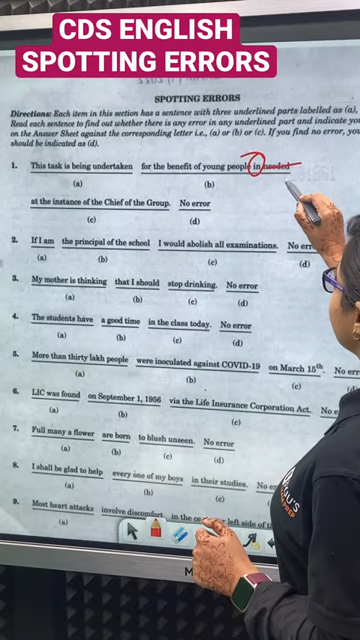 CDS ENGLISH
SPOTTING ERRORS
SPOTTING ERRORS
Directions: Each item in this section has a sentence with three underlined parts labelled as (a),
Read each sentence to find out whether there is any error in any underlined part and indicate you
on the Answer Sheet against the corresponding letter i.e., (a) or (b) or (c). If you find no error, you
should be indicated as (d).
1. This task is being undertaken for the benefit of young people in needed
(a) (b)
at the instance of the Chief of the Group. No error
(c) (d)
2. If I am the principal of the school I would abolish all examinations. No err
(a) (b) (c) (d)
3. My mother is thinking that I should stop drinking. No error
(a) (b) (c) (d)
4. The students have a good time in the class today. No error
(a) (b) (c) (d)
5. More than thirty lakh people were inoculated against COVID-19 on March 15th. No err
(a) (b) (c)
6. LIC was found on September 1, 1956 via the Life Insurance Corporation Act. No e
(a) (b) (c)
7. Full many a flower are born to blush unseen. No error
(a) (b) (c) (d)
8. I shall be glad to help every one of my boys in their studies. No er
(a) (b) (c)
9. Most heart attacks involve discomfort in the ce left side of t
(a)